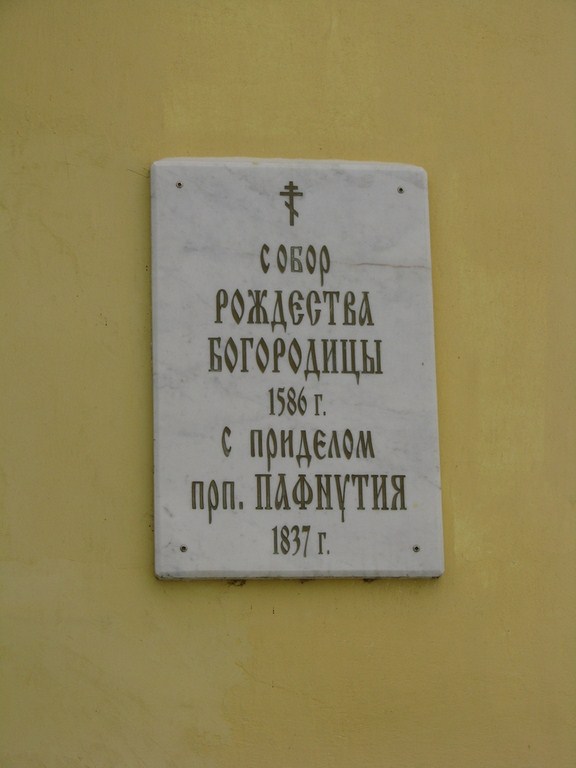 собор
РОЖДЕСТВА
БОГОРОДИЦЫ
1586 г.
с приделом
прп. ПАФНУТИЯ
1837 г.